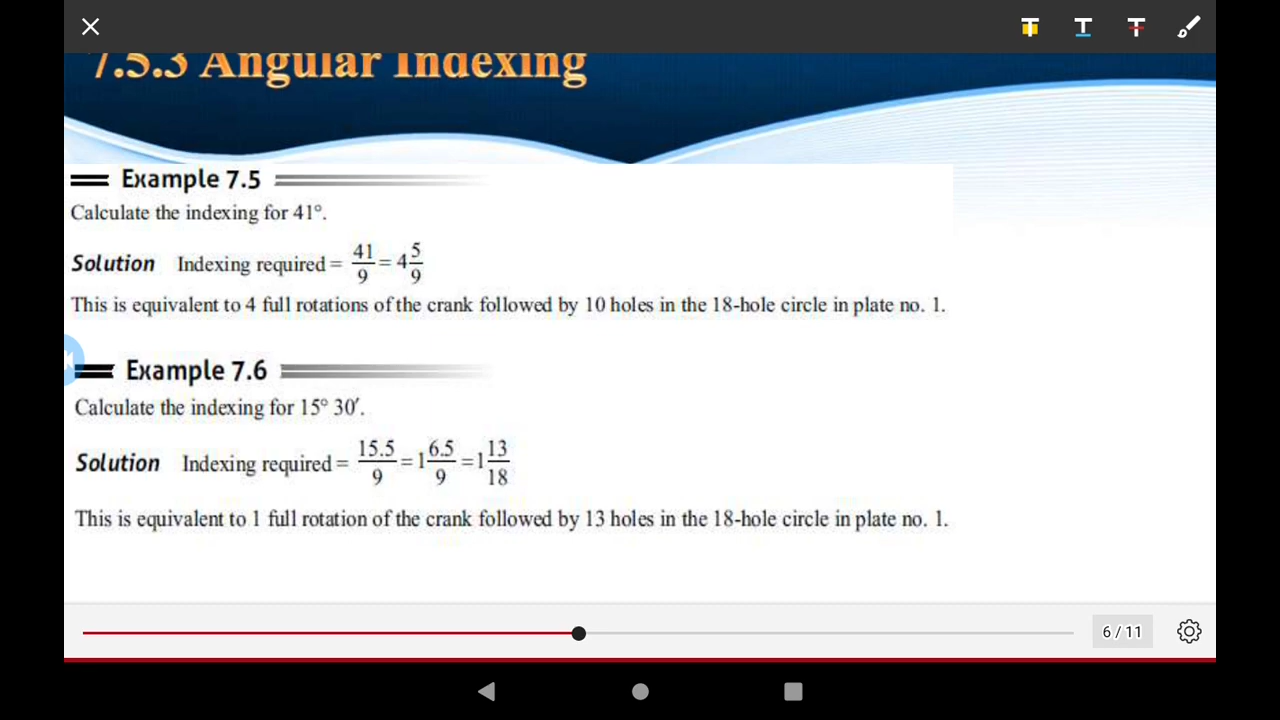 7.5.3 Angular Indexing
Example 7.5
Calculate the indexing for 41°.
Solution Indexing required = 41/9 = 4 5/9
This is equivalent to 4 full rotations of the crank followed by 10 holes in the 18-hole circle in plate no. 1.
Example 7.6
Calculate the indexing for 15° 30′.
Solution Indexing required = 15.5/9 = 1 6.5/9 = 1 13/18
This is equivalent to 1 full rotation of the crank followed by 13 holes in the 18-hole circle in plate no. 1.
6 / 11